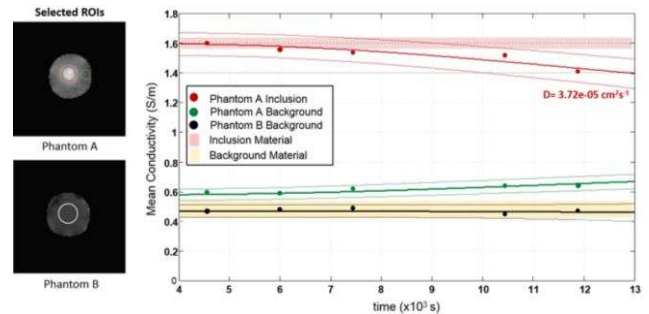 Selected ROIs
Phantom A
Phantom B
Mean Conductivity (S/m)
1.8
1.6
1.4
1.2
1
0.8
0.6
0.4
0.2
0
Phantom A Inclusion
Phantom A Background
Phantom B Background
Inclusion Material
Background Material
D= 3.72e-05 cm²s⁻¹
4 5 6 7 8 9 10 11 12 13
time (x10³ s)